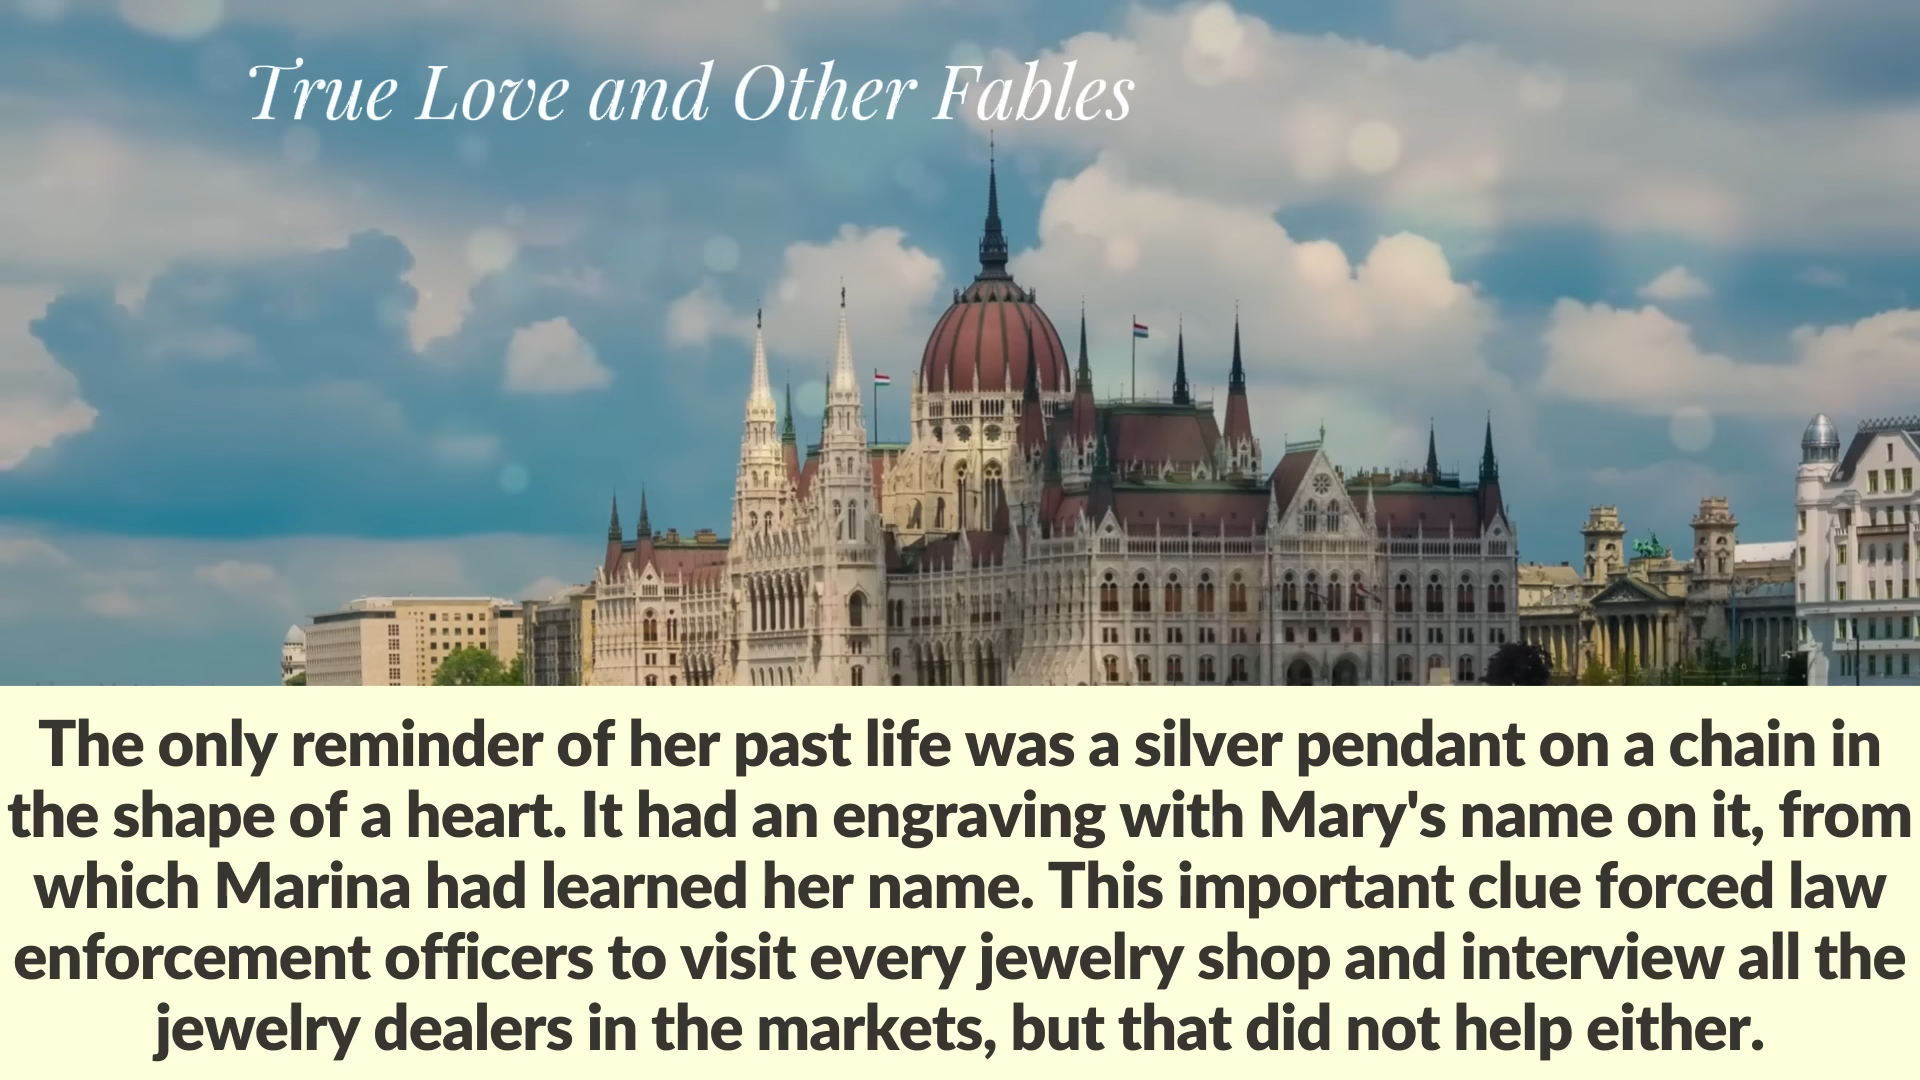 True Love and Other Fables
The only reminder of her past life was a silver pendant on a chain in
the shape of a heart. It had an engraving with Mary's name on it, from
which Marina had learned her name. This important clue forced law
enforcement officers to visit every jewelry shop and interview all the
jewelry dealers in the markets, but that did not help either.